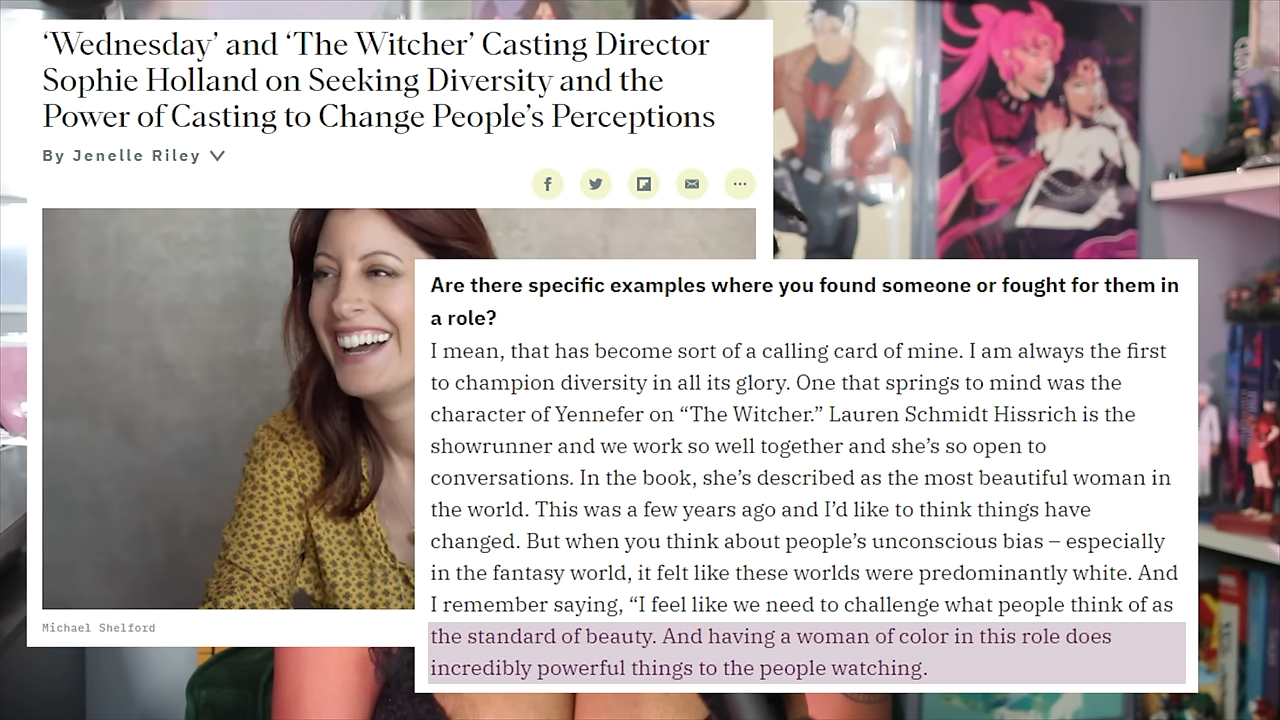 ‘Wednesday’ and ‘The Witcher’ Casting Director
Sophie Holland on Seeking Diversity and the
Power of Casting to Change People’s Perceptions
By Jenelle Riley
Michael Shelford
Are there specific examples where you found someone or fought for them in
a role?
I mean, that has become sort of a calling card of mine. I am always the first
to champion diversity in all its glory. One that springs to mind was the
character of Yennefer on “The Witcher.” Lauren Schmidt Hissrich is the
showrunner and we work so well together and she’s so open to
conversations. In the book, she’s described as the most beautiful woman in
the world. This was a few years ago and I’d like to think things have
changed. But when you think about people’s unconscious bias – especially
in the fantasy world, it felt like these worlds were predominantly white. And
I remember saying, “I feel like we need to challenge what people think of as
the standard of beauty. And having a woman of color in this role does
incredibly powerful things to the people watching.